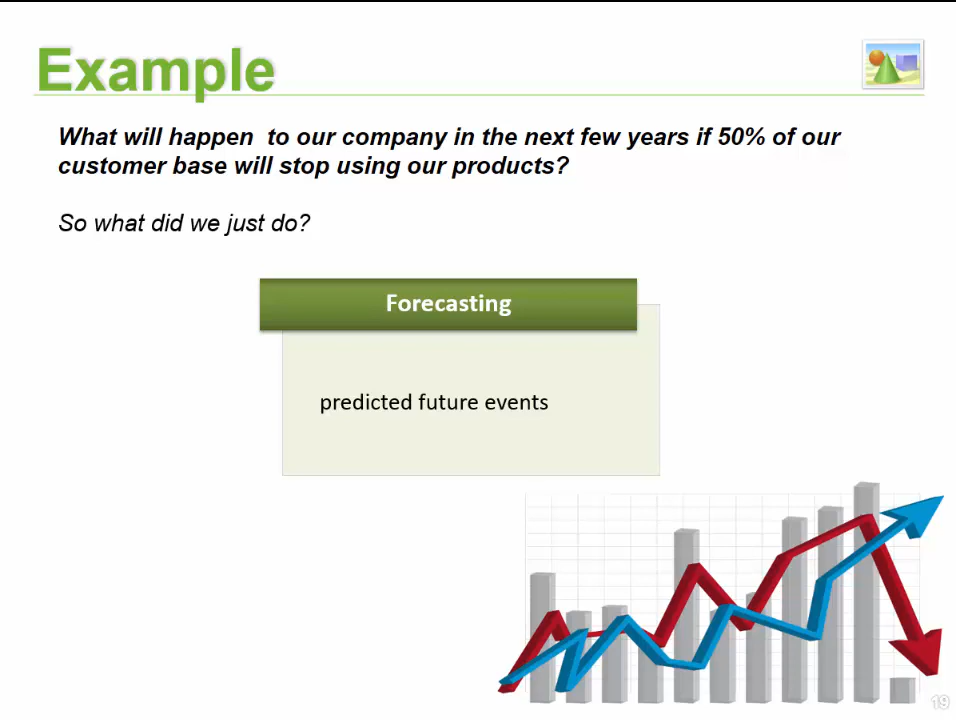 Example
What will happen  to our company in the next few years if 50% of our
customer base will stop using our products?
So what did we just do?
Forecasting
predicted future events
19